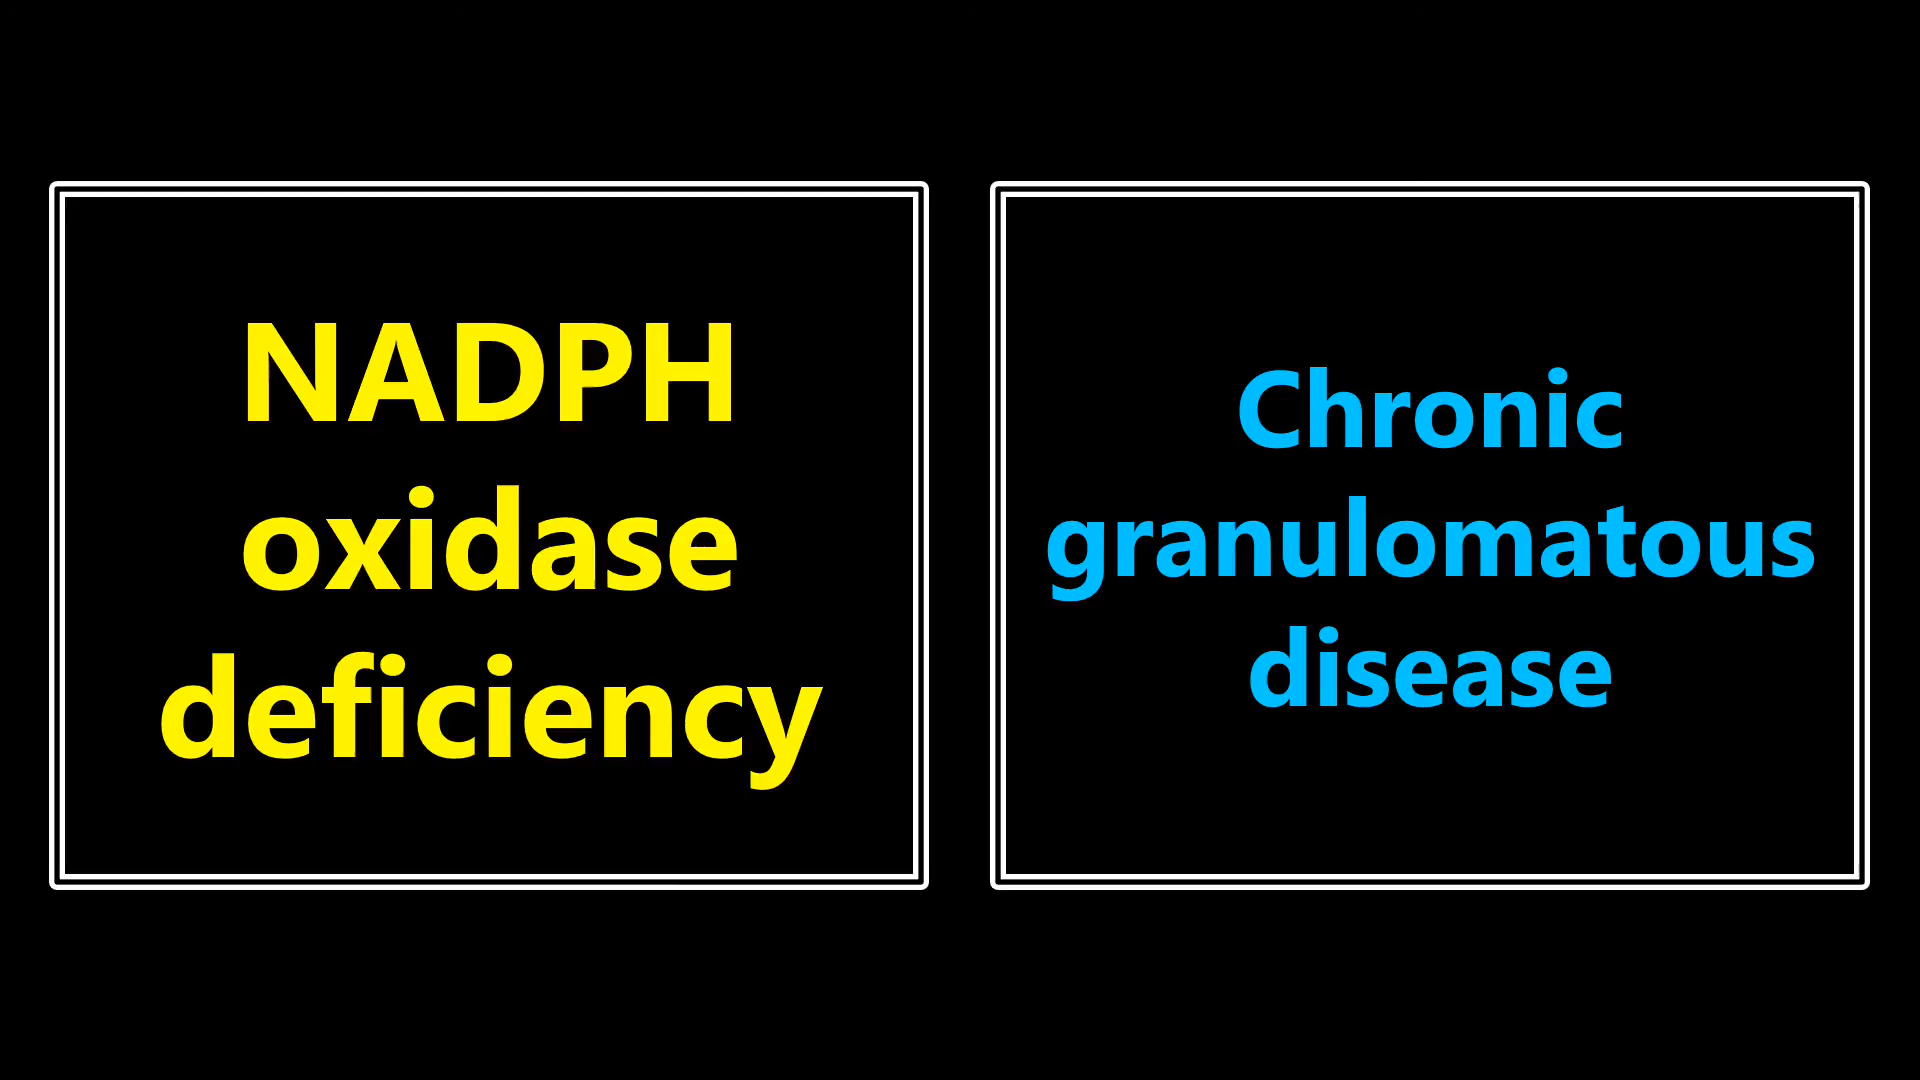 NADPH
oxidase
deficiency
Chronic
granulomatous
disease